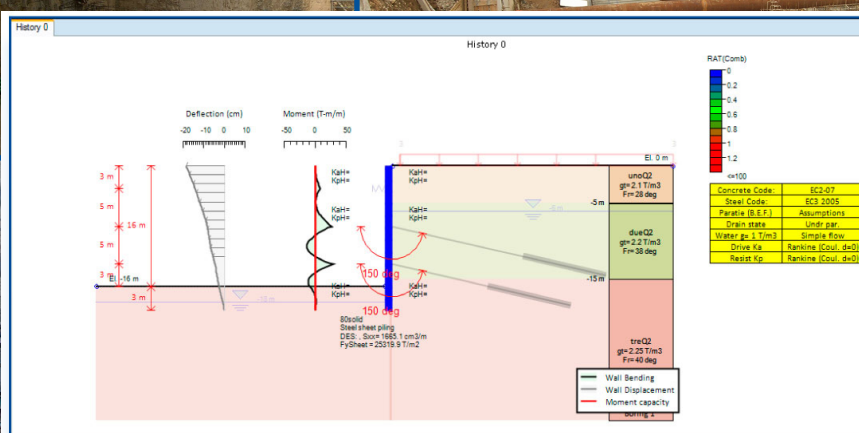 History 0
History 0
RAT(Comb)
0
0.2
0.4
0.6
0.8
1
1.2
<=100
Concrete Code: EC2-07
Steel Code: EC3 2005
Paratie (B.E.F.) Assumptions
Drain state Undr par.
Water g= 1 T/m3 Simple flow
Drive Ka Rankine (Coul. d=0)
Resist Kp Rankine (Coul. d=0)
Deflection (cm)
-20 -10 0 10
Moment (T-m/m)
-50 0 50
El. 0 m
3 m
5 m
5 m
3 m
16 m
3 m
El. -16 m
KaH=
KpH=
KaH=
KpH=
KaH=
KpH=
KaH=
KpH=
KaH=
KpH=
150 deg
150 deg
unoQ2
gt=2.1 T/m3
Fr=28 deg
-5 m
dueQ2
gt=2.2 T/m3
Fr=38 deg
-15 m
treQ2
gt=2.25 T/m3
Fr=40 deg
80solid
Steel sheet piling
DES: , Sxx= 1665.1 cm3/m
FySheet = 25319.9 T/m2
Wall Bending
Wall Displacement
Moment capacity
Boring 1